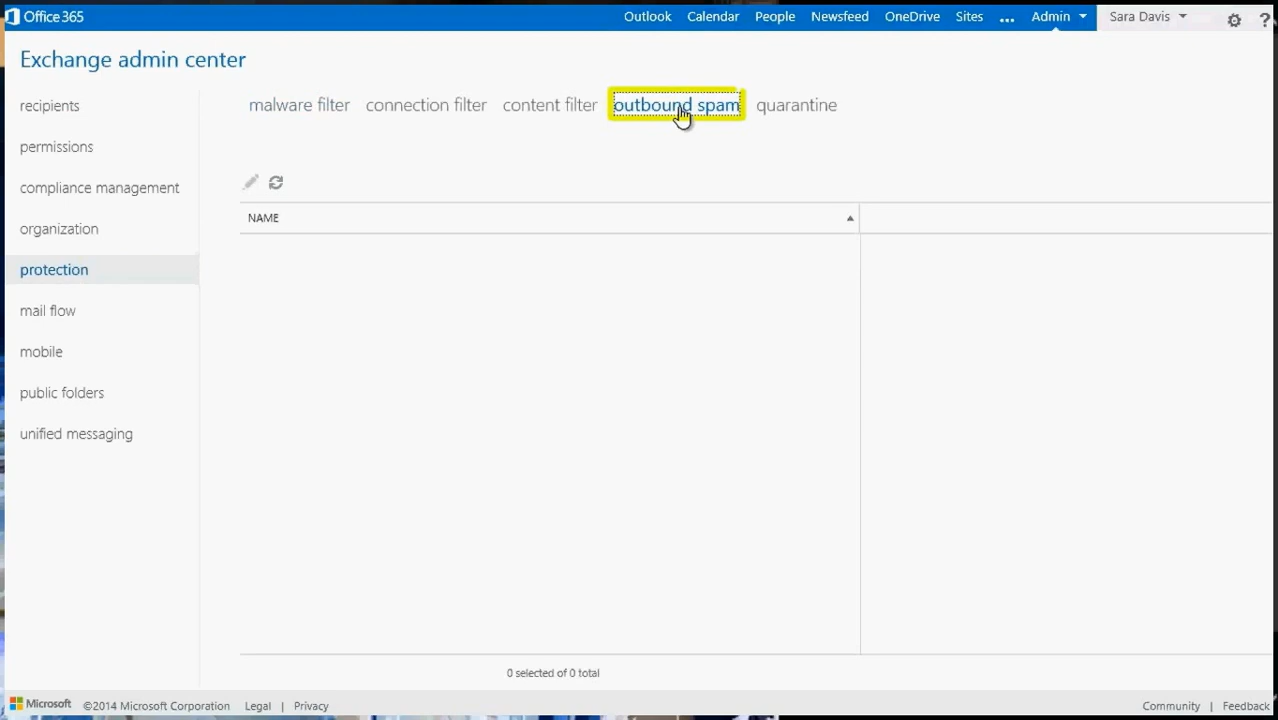 Office 365 Outlook Calendar People Newsfeed OneDrive Sites ... Admin Sara Davis ?
Exchange admin center
recipients
permissions
compliance management
organization
protection
mail flow
mobile
public folders
unified messaging
malware filter connection filter content filter outbound spam quarantine
NAME
0 selected of 0 total
Microsoft ©2014 Microsoft Corporation Legal | Privacy Community | Feedback